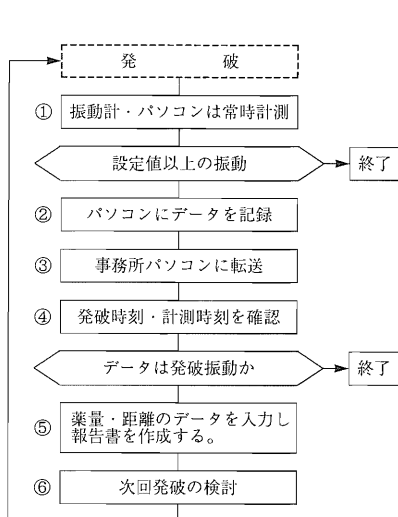 発 破
① 振動計・パソコンは常時計測
設定値以上の振動 終了
② パソコンにデータを記録
③ 事務所パソコンに転送
④ 発破時刻・計測時刻を確認
データは発破振動か 終了
⑤ 薬量・距離のデータを入力し
報告書を作成する。
⑥ 次回発破の検討